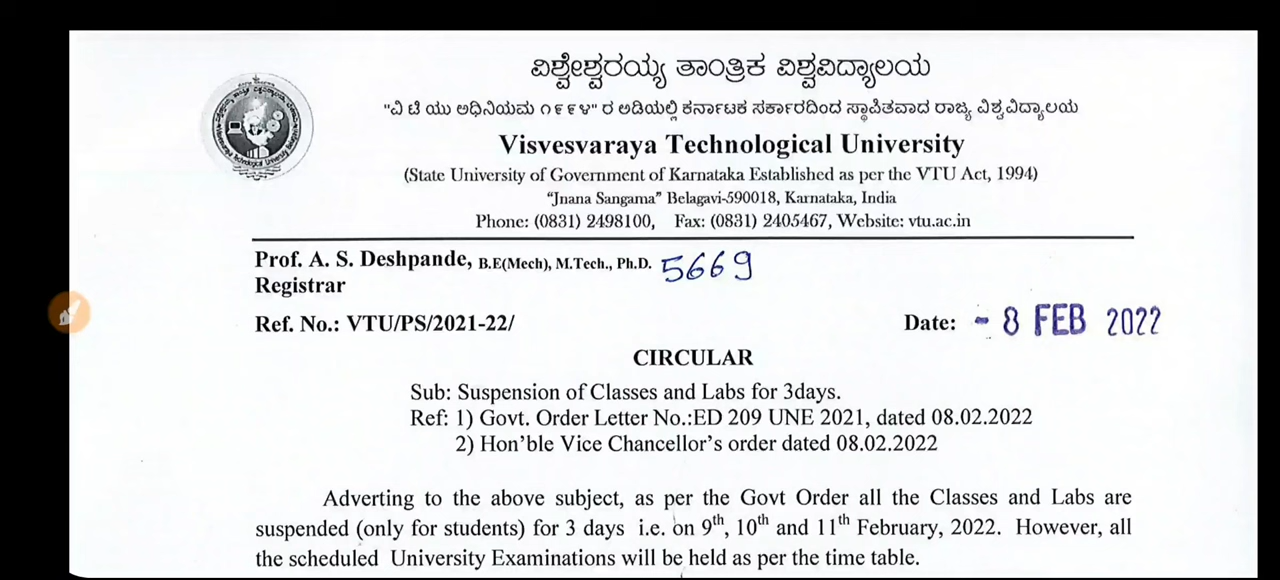 ವಿಶ್ವೇಶ್ವರಯ್ಯ ತಾಂತ್ರಿಕ ವಿಶ್ವವಿದ್ಯಾಲಯ
"ವಿ ಟಿ ಯು ಅಧಿನಿಯಮ ೧೯೯೪" ರ ಅಡಿಯಲ್ಲಿ ಕರ್ನಾಟಕ ಸರ್ಕಾರದಿಂದ ಸ್ಥಾಪಿತವಾದ ರಾಜ್ಯ ವಿಶ್ವವಿದ್ಯಾಲಯ
Visvesvaraya Technological University
(State University of Government of Karnataka Established as per the VTU Act, 1994)
“Jnana Sangama” Belagavi-590018, Karnataka, India
Phone: (0831) 2498100, Fax: (0831) 2405467, Website: vtu.ac.in
Prof. A. S. Deshpande, B.E(Mech), M.Tech., Ph.D. 5669
Registrar
Ref. No.: VTU/PS/2021-22/ Date: - 8 FEB 2022
CIRCULAR
Sub: Suspension of Classes and Labs for 3days.
Ref: 1) Govt. Order Letter No.:ED 209 UNE 2021, dated 08.02.2022
2) Hon’ble Vice Chancellor’s order dated 08.02.2022
Adverting to the above subject, as per the Govt Order all the Classes and Labs are
suspended (only for students) for 3 days i.e. on 9th, 10th and 11th February, 2022. However, all
the scheduled University Examinations will be held as per the time table.